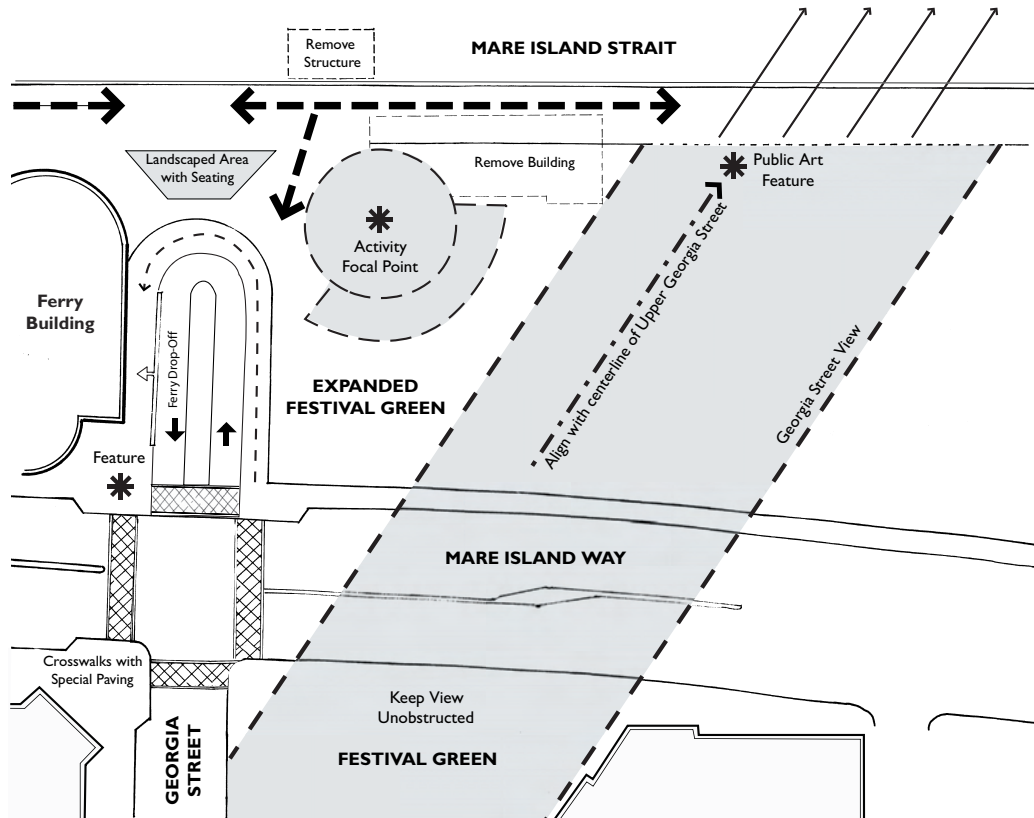 Remove
Structure
MARE ISLAND STRAIT
Landscaped Area
with Seating
Remove Building
Public Art
Feature
Activity
Focal Point
Ferry
Building
Ferry Drop-Off
Align with centerline of Upper Georgia Street
Georgia Street View
EXPANDED
FESTIVAL GREEN
Feature
MARE ISLAND WAY
Crosswalks with
Special Paving
Keep View
Unobstructed
GEORGIA
STREET
FESTIVAL GREEN